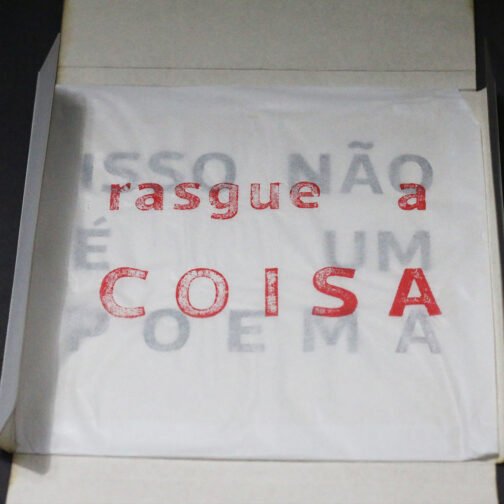 ISSO NÃO
rasgue a
É UM
COISA
POEMA